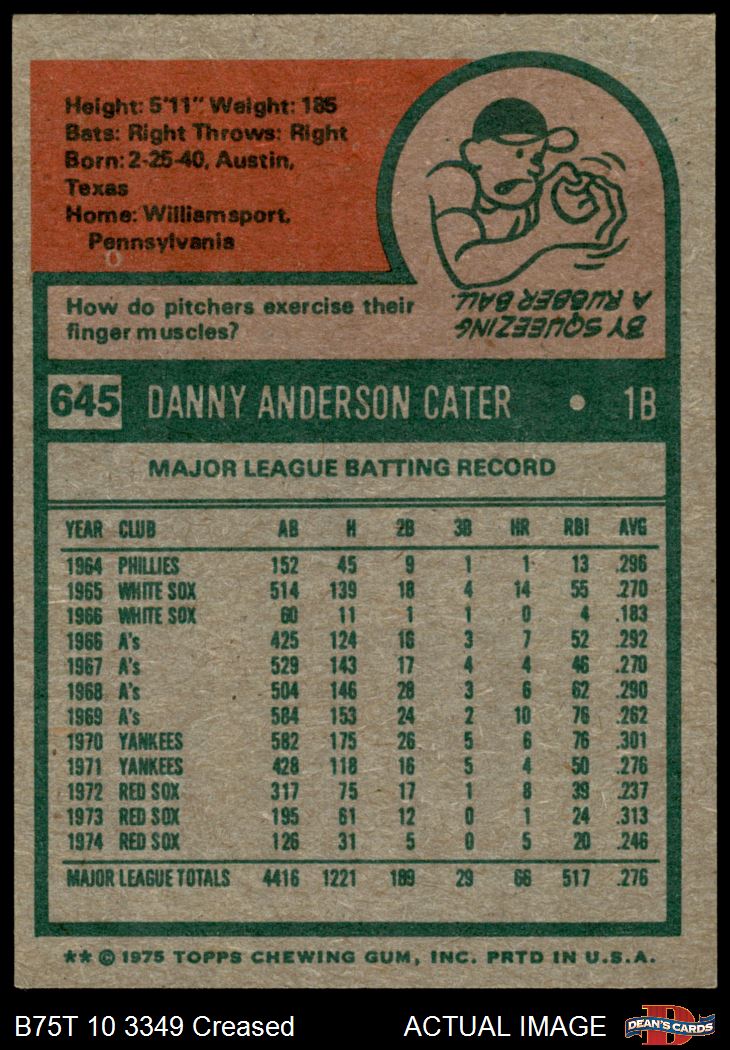 Height: 5'11" Weight: 185
Bats: Right Throws: Right
Born: 2-25-40, Austin,
Texas
Home: Williamsport,
Pennsylvania
How do pitchers exercise their
finger muscles?
BY SQUEEZING
A RUBBER BALL.
645 DANNY ANDERSON CATER • 1B
MAJOR LEAGUE BATTING RECORD
YEAR CLUB AB H 2B 3B HR RBI AVG
1964 PHILLIES 152 45 9 1 1 13 .296
1965 WHITE SOX 514 139 18 4 14 55 .270
1966 WHITE SOX 60 11 1 1 0 4 .183
1966 A's 425 124 16 3 7 52 .292
1967 A's 529 143 17 4 4 46 .270
1968 A's 504 146 28 3 6 62 .290
1969 A's 584 153 24 2 10 76 .262
1970 YANKEES 582 175 26 5 6 76 .301
1971 YANKEES 428 118 16 5 4 50 .276
1972 RED SOX 317 75 17 1 8 39 .237
1973 RED SOX 195 61 12 0 1 24 .313
1974 RED SOX 126 31 5 0 5 20 .246
MAJOR LEAGUE TOTALS 4416 1221 189 29 66 517 .276
** © 1975 TOPPS CHEWING GUM, INC. PRTD IN U.S.A.
B75T 10 3349 Creased ACTUAL IMAGE
D
DEAN'S CARDS